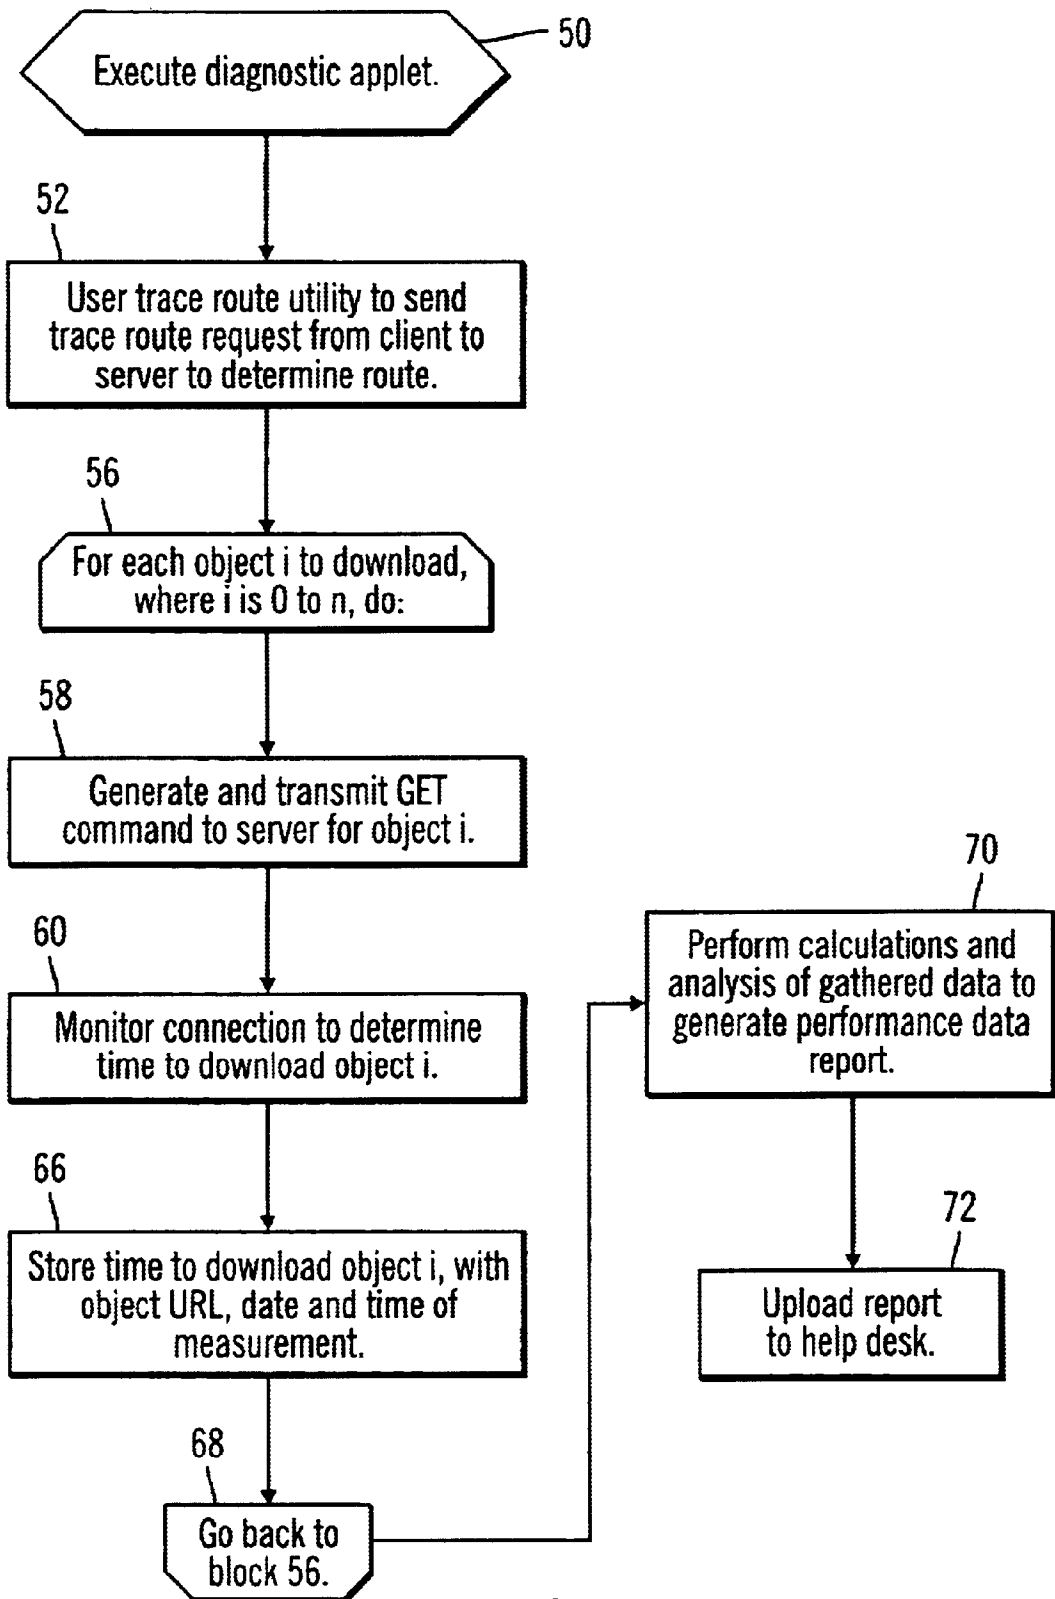 50
Execute diagnostic applet.
52
User trace route utility to send
trace route request from client to
server to determine route.
56
For each object i to download,
where i is 0 to n, do:
58
Generate and transmit GET
command to server for object i.
60
Monitor connection to determine
time to download object i.
66
Store time to download object i, with
object URL, date and time of
measurement.
68
Go back to
block 56.
70
Perform calculations and
analysis of gathered data to
generate performance data
report.
72
Upload report
to help desk.